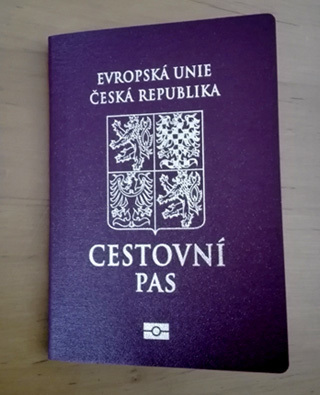 EVROPSKÁ UNIE
ČESKÁ REPUBLIKA
CESTOVNÍ
PAS